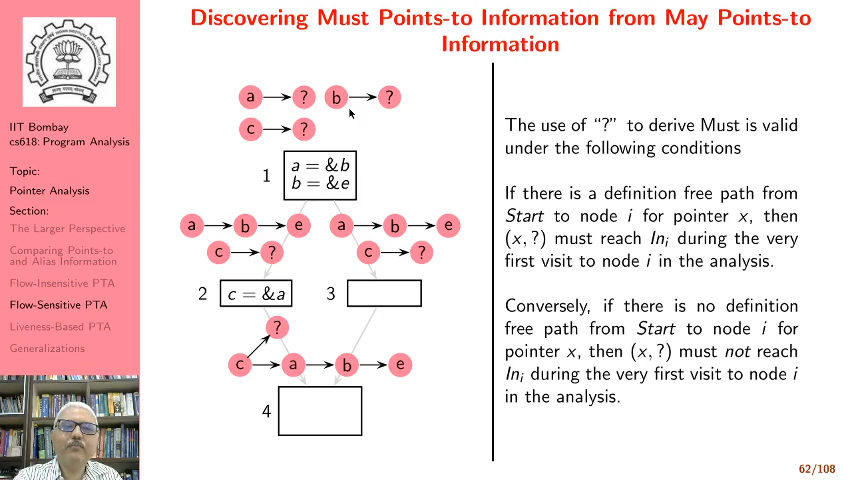 Discovering Must Points-to Information from May Points-to
Information
IIT Bombay
cs618: Program Analysis
Topic:
Pointer Analysis
Section:
The Larger Perspective
Comparing Points-to
and Alias Information
Flow-Insensitive PTA
Flow-Sensitive PTA
Liveness-Based PTA
Generalizations
a ? b ?
c ?
1 a = &b
b = &e
a b e a b e
c ? c ?
2 c = &a 3
?
c a b e
4
The use of “?” to derive Must is valid
under the following conditions
If there is a definition free path from
Start to node i for pointer x, then
(x, ?) must reach Inᵢ during the very
first visit to node i in the analysis.
Conversely, if there is no definition
free path from Start to node i for
pointer x, then (x, ?) must not reach
Inᵢ during the very first visit to node i
in the analysis.
62/108